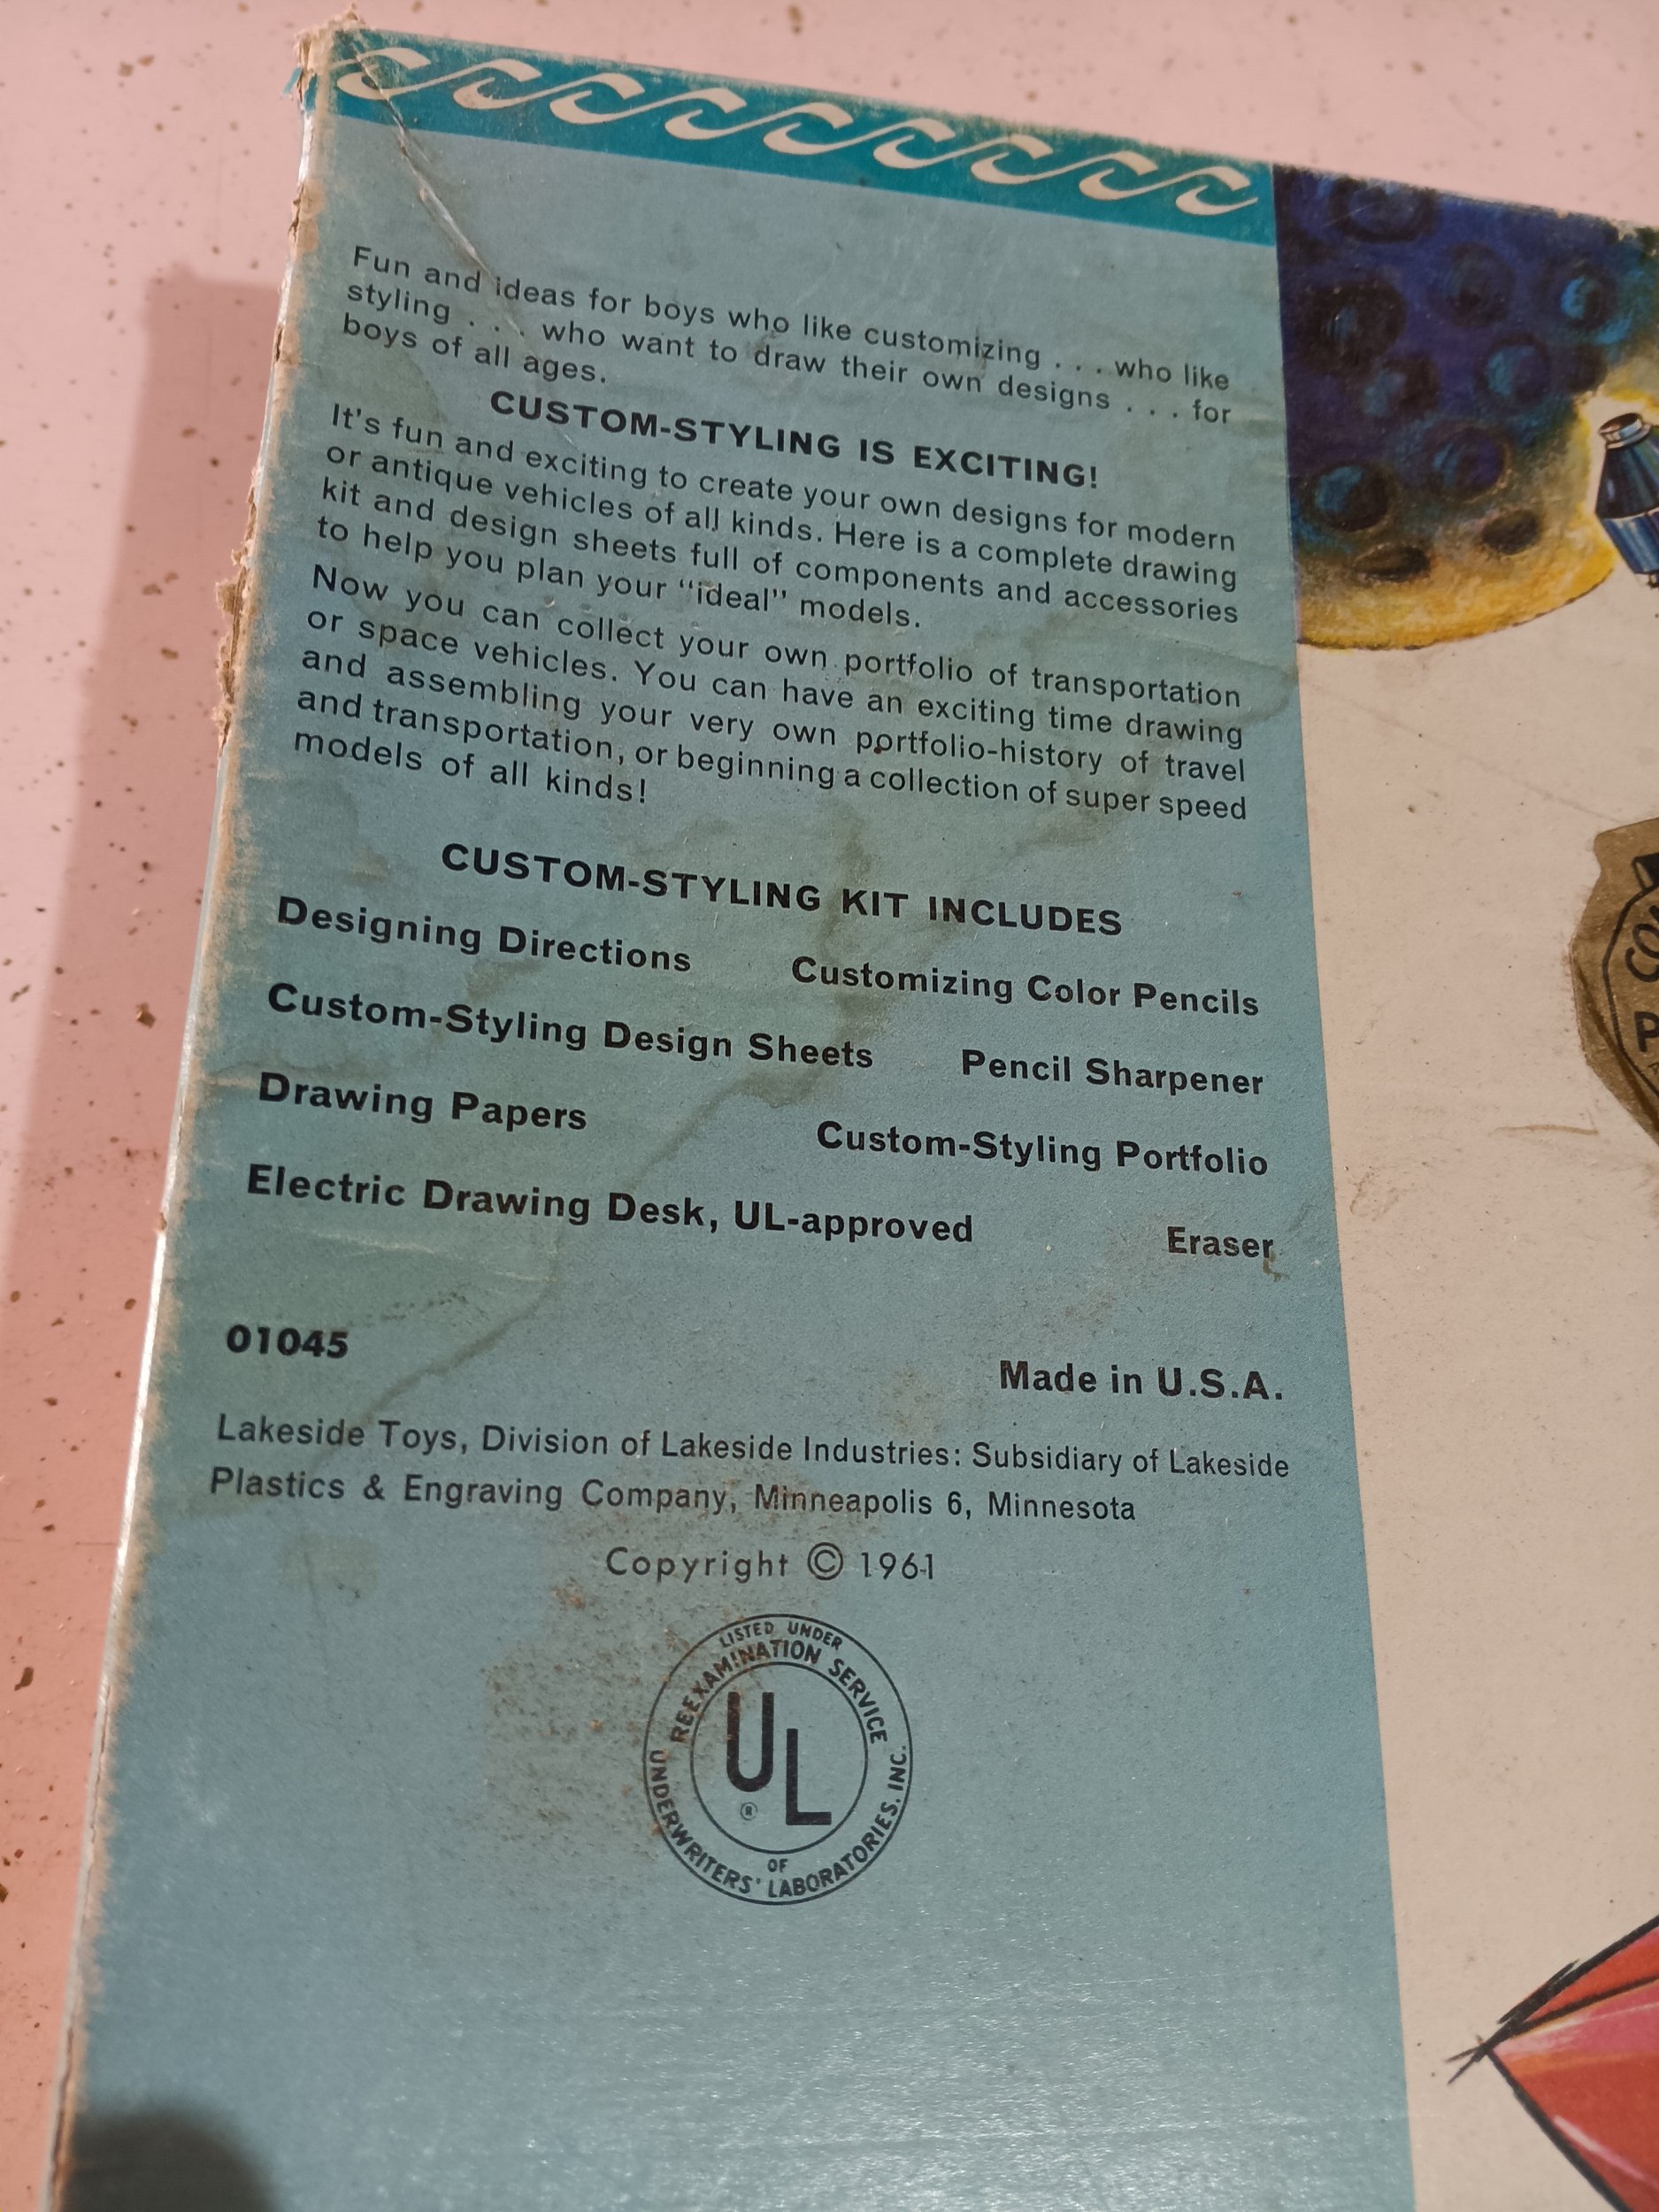 Fun and ideas for boys who like customizing . . . who like
styling . . . who want to draw their own designs . . . for
boys of all ages.
CUSTOM-STYLING IS EXCITING!
It's fun and exciting to create your own designs for modern
or antique vehicles of all kinds. Here is a complete drawing
kit and design sheets full of components and accessories
to help you plan your “ideal” models.
Now you can collect your own portfolio of transportation
or space vehicles. You can have an exciting time drawing
and assembling your very own portfolio-history of travel
and transportation, or beginning a collection of super speed
models of all kinds!
CUSTOM-STYLING KIT INCLUDES
Designing Directions Customizing Color Pencils
Custom-Styling Design Sheets Pencil Sharpener
Drawing Papers Custom-Styling Portfolio
Electric Drawing Desk, UL-approved Eraser
01045 Made in U.S.A.
Lakeside Toys, Division of Lakeside Industries: Subsidiary of Lakeside
Plastics & Engraving Company, Minneapolis 6, Minnesota
Copyright © 1961
LISTED UNDER
REEXAMINATION SERVICE
UL ®
OF
UNDERWRITERS' LABORATORIES, INC.